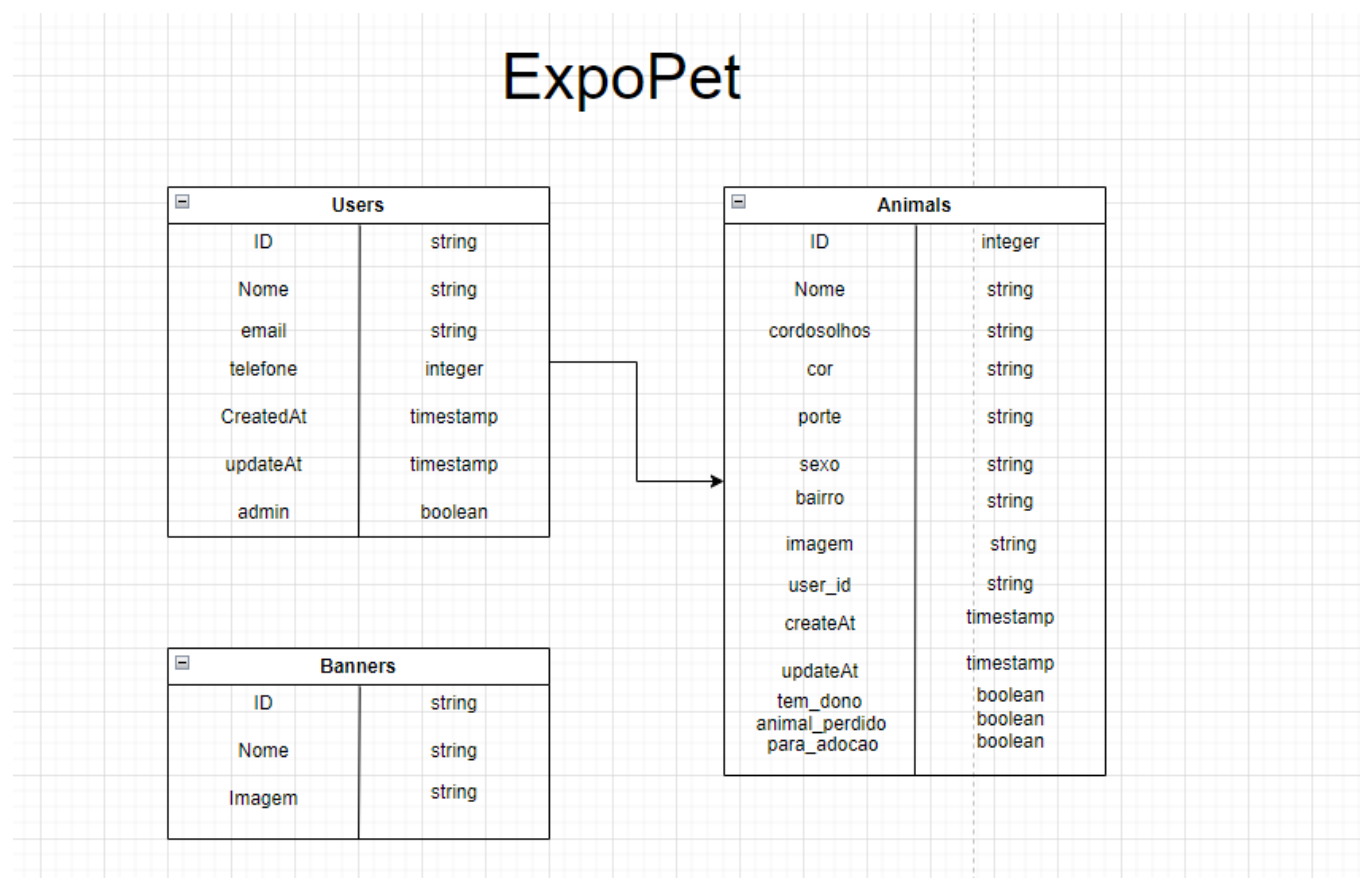 ExpoPet
Users
ID string
Nome string
email string
telefone integer
CreatedAt timestamp
updateAt timestamp
admin boolean
Animals
ID integer
Nome string
cordosolhos string
cor string
porte string
sexo string
bairro string
imagem string
user_id string
createAt timestamp
updateAt timestamp
tem_dono boolean
animal_perdido boolean
para_adocao boolean
Banners
ID string
Nome string
Imagem string